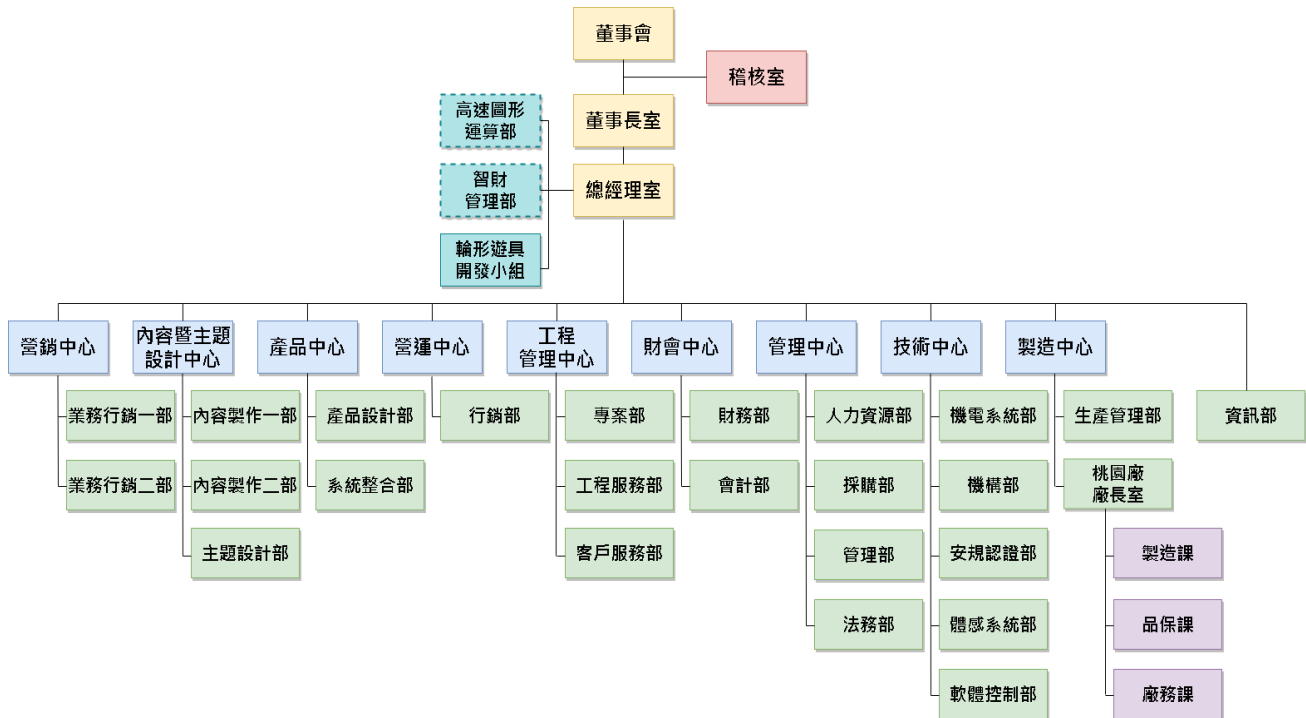 董事會
稽核室
董事長室
高速圖形
運算部
總經理室
智財
管理部
輪形遊具
開發小組
營銷中心
內容暨主題
設計中心
產品中心
營運中心
工程
管理中心
財會中心
管理中心
技術中心
製造中心
業務行銷一部
內容製作一部
產品設計部
行銷部
專案部
財務部
人力資源部
機電系統部
生產管理部
資訊部
業務行銷二部
內容製作二部
系統整合部
工程服務部
會計部
採購部
機構部
桃園廠
廠長室
主題設計部
客戶服務部
管理部
安規認證部
製造課
法務部
體感系統部
品保課
軟體控制部
廠務課